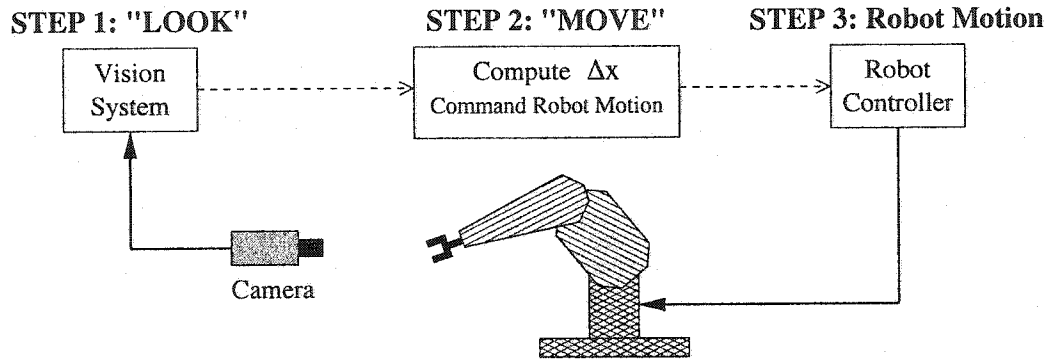 STEP 1: "LOOK"
Vision
System
STEP 2: "MOVE"
Compute Δx
Command Robot Motion
STEP 3: Robot Motion
Robot
Controller
Camera